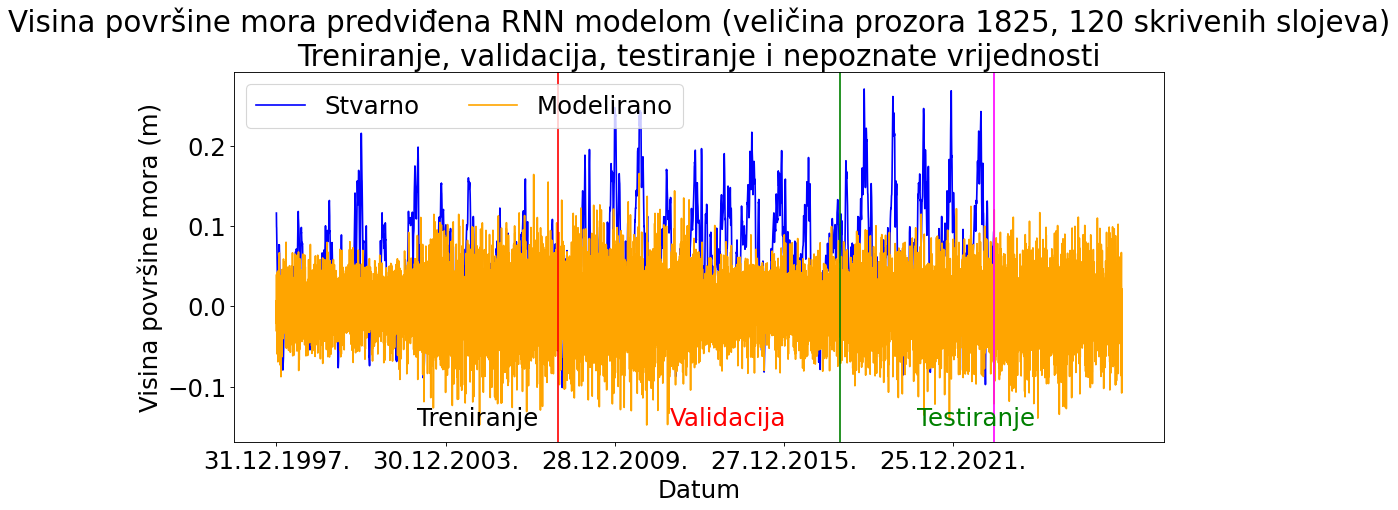 Visina površine mora predviđena RNN modelom (veličina prozora 1825, 120 skrivenih slojeva)
Treniranje, validacija, testiranje i nepoznate vrijednosti
Stvarno
Modelirano
Visina površine mora (m)
0.2
0.1
0.0
−0.1
Treniranje
Validacija
Testiranje
31.12.1997.
30.12.2003.
28.12.2009.
27.12.2015.
25.12.2021.
Datum